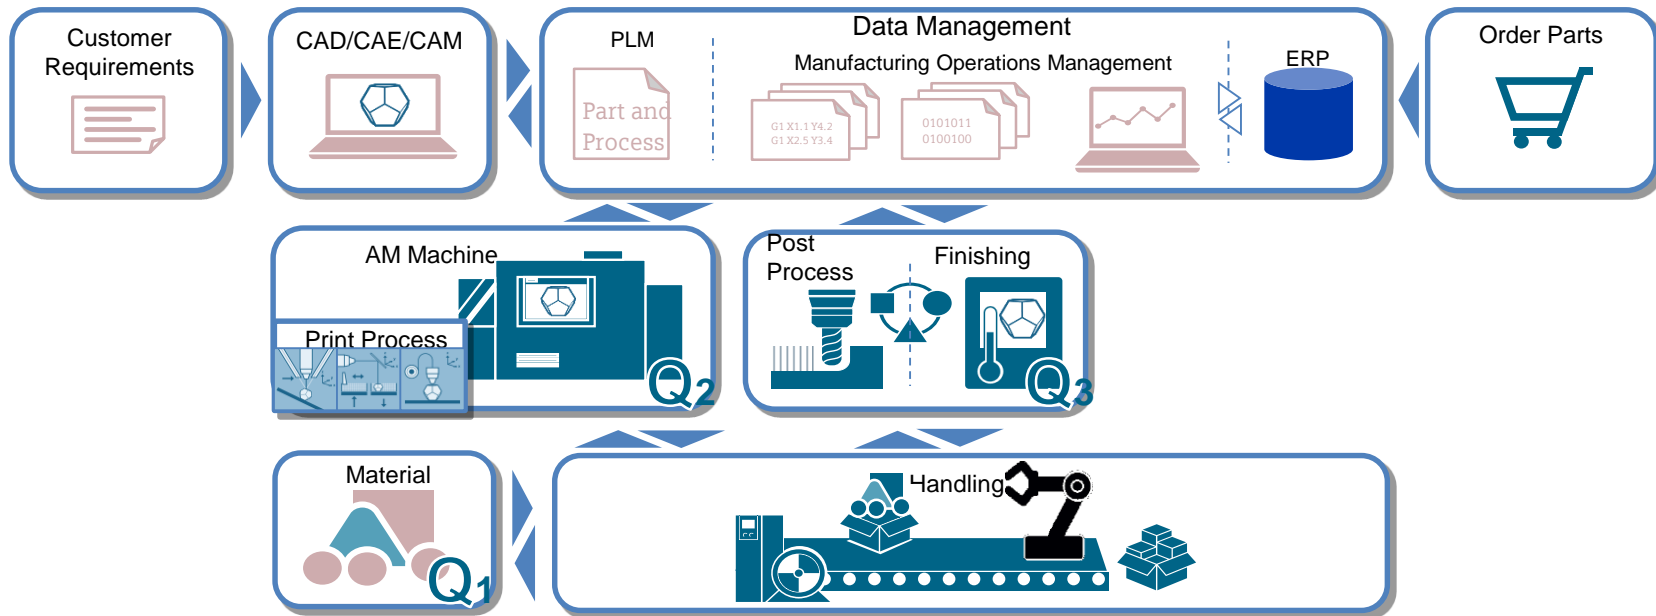 Customer
Requirements
CAD/CAE/CAM
PLM
Data Management
Manufacturing Operations Management
ERP
Order Parts
Part and
Process
G1 X1.1 Y4.2
G1 X2.5 Y3.4
0101011
0100100
AM Machine
Print Process
Q2
Post
Process
Finishing
Q3
Material
Q1
Handling